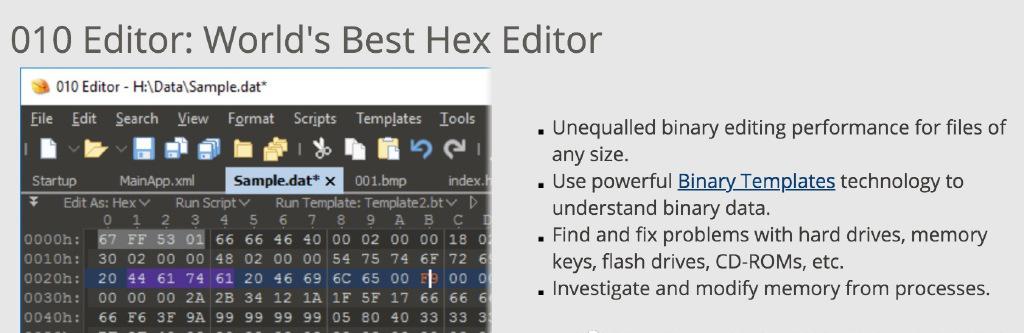 010 Editor: World's Best Hex Editor
010 Editor - H:\Data\Sample.dat*
File Edit Search View Format Scripts Templates Tools
Startup MainApp.xml Sample.dat* × 001.bmp index.h
Edit As: Hex Run Script Run Template: Template2.bt
0 1 2 3 4 5 6 7 8 9 A B C D
0000h: 67 FF 53 01 66 66 46 40 00 02 00 00 18 02
0010h: 30 02 00 00 48 02 00 00 54 75 74 6F 72 69
0020h: 20 44 61 74 61 20 46 69 6C 65 00 F9 00 00
0030h: 00 00 00 2A 2B 34 12 1A 1F 5F 17 66 66 66
0040h: 66 F6 3F 9A 99 99 99 99 05 80 40 33 33 33
▪ Unequalled binary editing performance for files of
any size.
▪ Use powerful Binary Templates technology to
understand binary data.
▪ Find and fix problems with hard drives, memory
keys, flash drives, CD-ROMs, etc.
▪ Investigate and modify memory from processes.